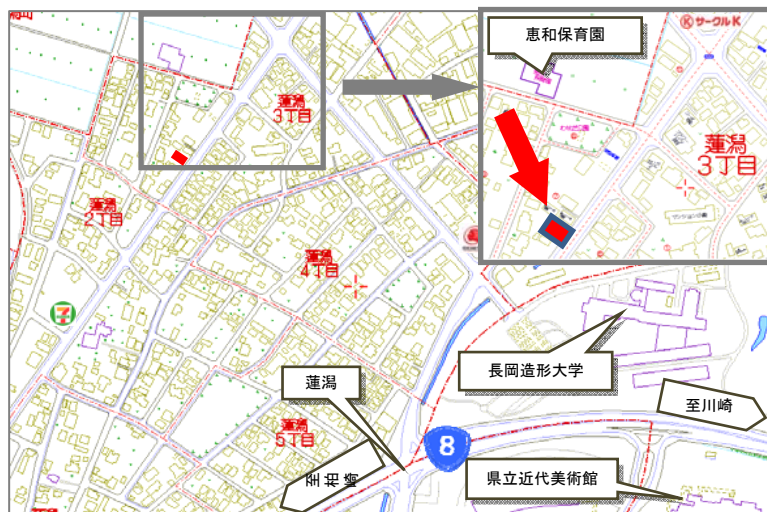 サークルK
恵和保育園
蓮潟
3丁目
蓮潟
3丁目
蓮潟
2丁目
蓮潟
4丁目
7
長岡造形大学
蓮潟
至川崎
蓮潟
5丁目
8
県立近代美術館